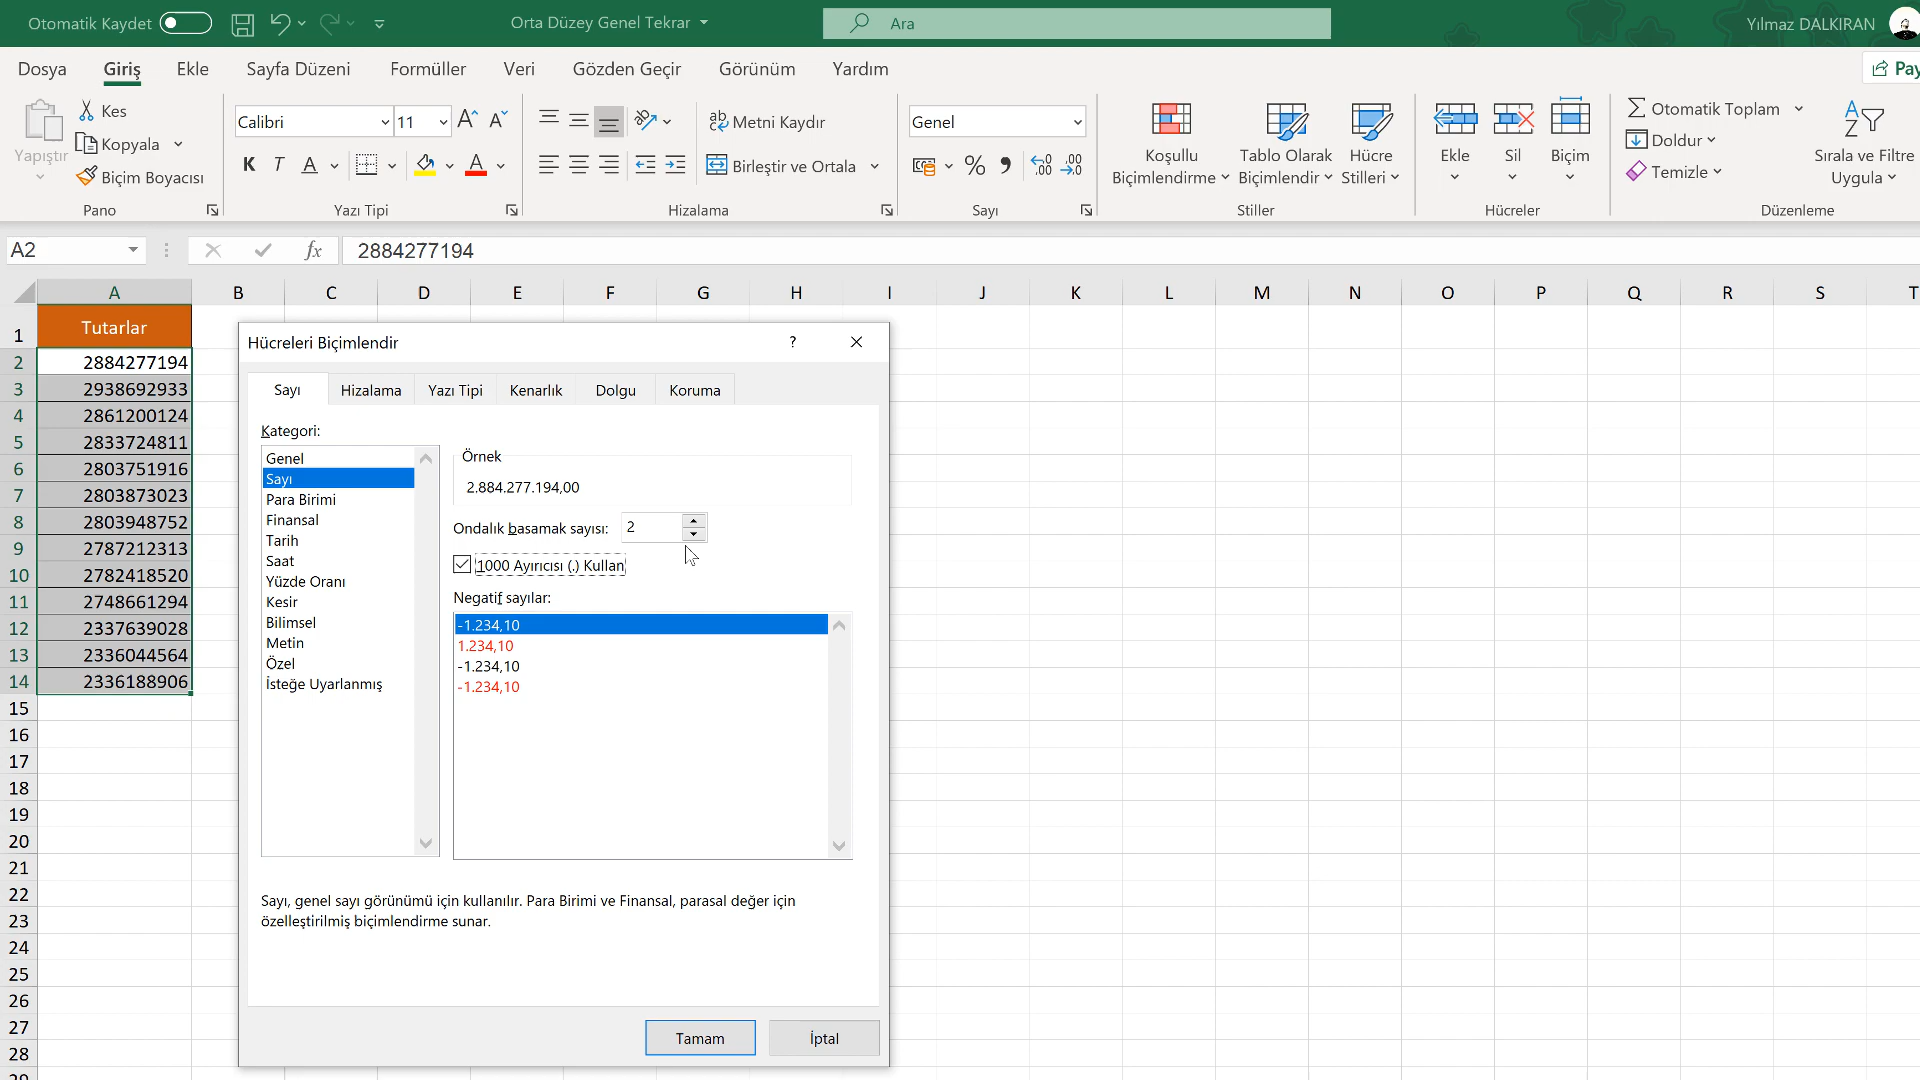 Otomatik Kaydet
Orta Düzey Genel Tekrar
Ara
Yılmaz DALKIRAN
Dosya Giriş Ekle Sayfa Düzeni Formüller Veri Gözden Geçir Görünüm Yardım Pay
Yapıştır
Kes
Kopyala
Biçim Boyacısı
Pano
Calibri 11
K T A A
Yazı Tipi
Metni Kaydır
Birleştir ve Ortala
Hizalama
Genel
%
Sayı
Koşullu
Biçimlendirme
Tablo Olarak
Biçimlendir
Hücre
Stilleri
Stiller
Ekle
Sil
Biçim
Hücreler
Otomatik Toplam
Doldur
Temizle
Sırala ve Filtre
Uygula
Düzenleme
A2 fx 2884277194
A B C D E F G H I J K L M N O P Q R S T
1 Tutarlar
2 2884277194
3 2938692933
4 2861200124
5 2833724811
6 2803751916
7 2803873023
8 2803948752
9 2787212313
10 2782418520
11 2748661294
12 2337639028
13 2336044564
14 2336188906
15
16
17
18
19
20
21
22
23
24
25
26
27
28
29
Hücreleri Biçimlendir ?
Sayı Hizalama Yazı Tipi Kenarlık Dolgu Koruma
Kategori:
Genel
Sayı
Para Birimi
Finansal
Tarih
Saat
Yüzde Oranı
Kesir
Bilimsel
Metin
Özel
İsteğe Uyarlanmış
Örnek
2.884.277.194,00
Ondalık basamak sayısı: 2
1000 Ayırıcısı (.) Kullan
Negatif sayılar:
-1.234,10
1.234,10
-1.234,10
-1.234,10
Sayı, genel sayı görünümü için kullanılır. Para Birimi ve Finansal, parasal değer için
özelleştirilmiş biçimlendirme sunar.
Tamam İptal